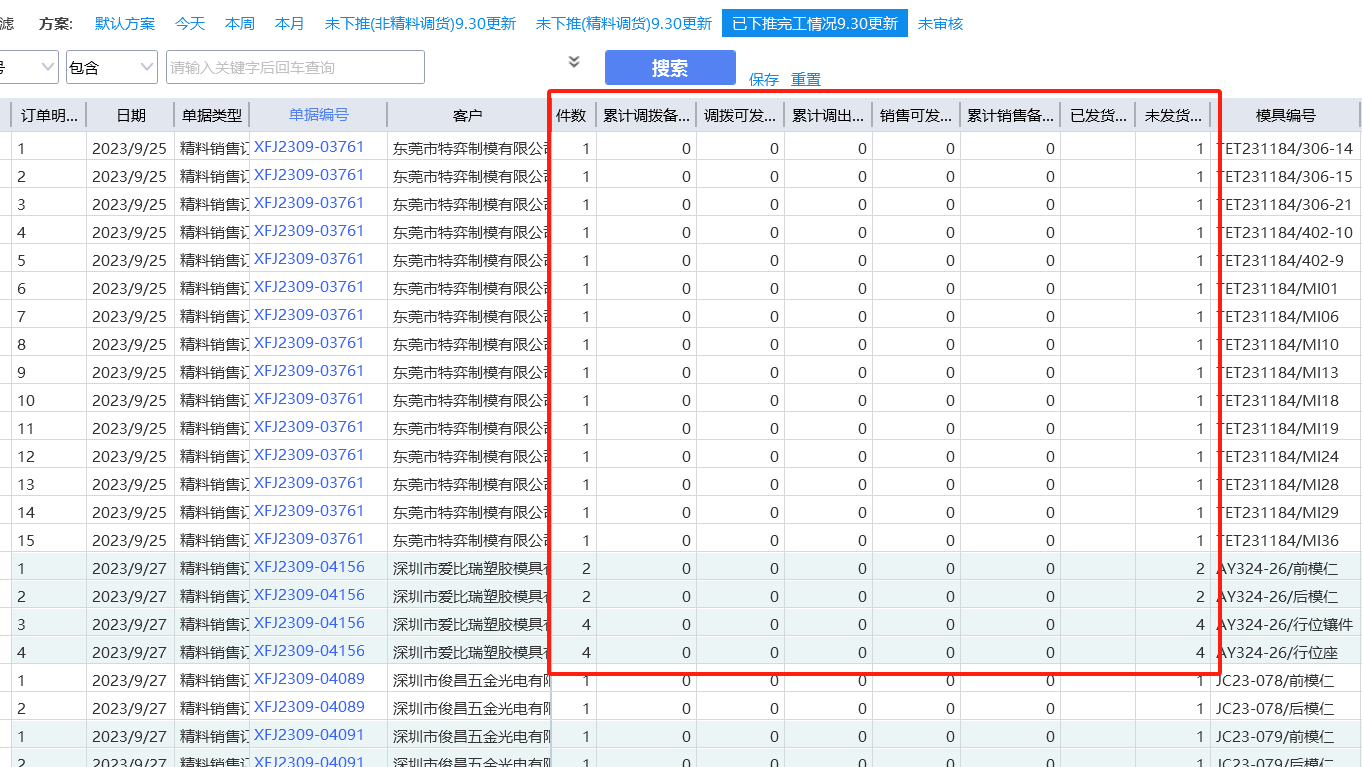 滤 方案: 默认方案 今天 本周 本月 未下推(非精料调货)9.30更新 未下推(精料调货)9.30更新 已下推完工情况9.30更新 未审核
号 包含 请输入关键字后回车查询 搜索 保存 重置
订单明... 日期 单据类型 单据编号 客户 件数 累计调拨备... 调拨可发... 累计调出... 销售可发... 累计销售备... 已发货... 未发货... 模具编号
1 2023/9/25 精料销售订 XFJ2309-03761 东莞市特弈制模有限公司 1 0 0 0 0 0 1 TET231184/306-14
2 2023/9/25 精料销售订 XFJ2309-03761 东莞市特弈制模有限公司 1 0 0 0 0 0 1 TET231184/306-15
3 2023/9/25 精料销售订 XFJ2309-03761 东莞市特弈制模有限公司 1 0 0 0 0 0 1 TET231184/306-21
4 2023/9/25 精料销售订 XFJ2309-03761 东莞市特弈制模有限公司 1 0 0 0 0 0 1 TET231184/402-10
5 2023/9/25 精料销售订 XFJ2309-03761 东莞市特弈制模有限公司 1 0 0 0 0 0 1 TET231184/402-9
6 2023/9/25 精料销售订 XFJ2309-03761 东莞市特弈制模有限公司 1 0 0 0 0 0 1 TET231184/MI01
7 2023/9/25 精料销售订 XFJ2309-03761 东莞市特弈制模有限公司 1 0 0 0 0 0 1 TET231184/MI06
8 2023/9/25 精料销售订 XFJ2309-03761 东莞市特弈制模有限公司 1 0 0 0 0 0 1 TET231184/MI10
9 2023/9/25 精料销售订 XFJ2309-03761 东莞市特弈制模有限公司 1 0 0 0 0 0 1 TET231184/MI13
10 2023/9/25 精料销售订 XFJ2309-03761 东莞市特弈制模有限公司 1 0 0 0 0 0 1 TET231184/MI18
11 2023/9/25 精料销售订 XFJ2309-03761 东莞市特弈制模有限公司 1 0 0 0 0 0 1 TET231184/MI19
12 2023/9/25 精料销售订 XFJ2309-03761 东莞市特弈制模有限公司 1 0 0 0 0 0 1 TET231184/MI24
13 2023/9/25 精料销售订 XFJ2309-03761 东莞市特弈制模有限公司 1 0 0 0 0 0 1 TET231184/MI28
14 2023/9/25 精料销售订 XFJ2309-03761 东莞市特弈制模有限公司 1 0 0 0 0 0 1 TET231184/MI29
15 2023/9/25 精料销售订 XFJ2309-03761 东莞市特弈制模有限公司 1 0 0 0 0 0 1 TET231184/MI36
1 2023/9/27 精料销售订 XFJ2309-04156 深圳市爱比瑞塑胶模具有 2 0 0 0 0 0 2 AY324-26/前模仁
2 2023/9/27 精料销售订 XFJ2309-04156 深圳市爱比瑞塑胶模具有 2 0 0 0 0 0 2 AY324-26/后模仁
3 2023/9/27 精料销售订 XFJ2309-04156 深圳市爱比瑞塑胶模具有 4 0 0 0 0 0 4 AY324-26/行位镶件
4 2023/9/27 精料销售订 XFJ2309-04156 深圳市爱比瑞塑胶模具有 4 0 0 0 0 0 4 AY324-26/行位座
1 2023/9/27 精料销售订 XFJ2309-04089 深圳市俊昌五金光电有限 1 0 0 0 0 0 1 JC23-078/前模仁
2 2023/9/27 精料销售订 XFJ2309-04089 深圳市俊昌五金光电有限 1 0 0 0 0 0 1 JC23-078/后模仁
1 2023/9/27 精料销售订 XFJ2309-04091 深圳市俊昌五金光电有限 1 0 0 0 0 0 1 JC23-079/前模仁
2 2023/9/27 精料销售订 XFJ2309-04091 深圳市俊昌五金光电有限 1 0 0 0 0 0 1 JC23-079/后模仁